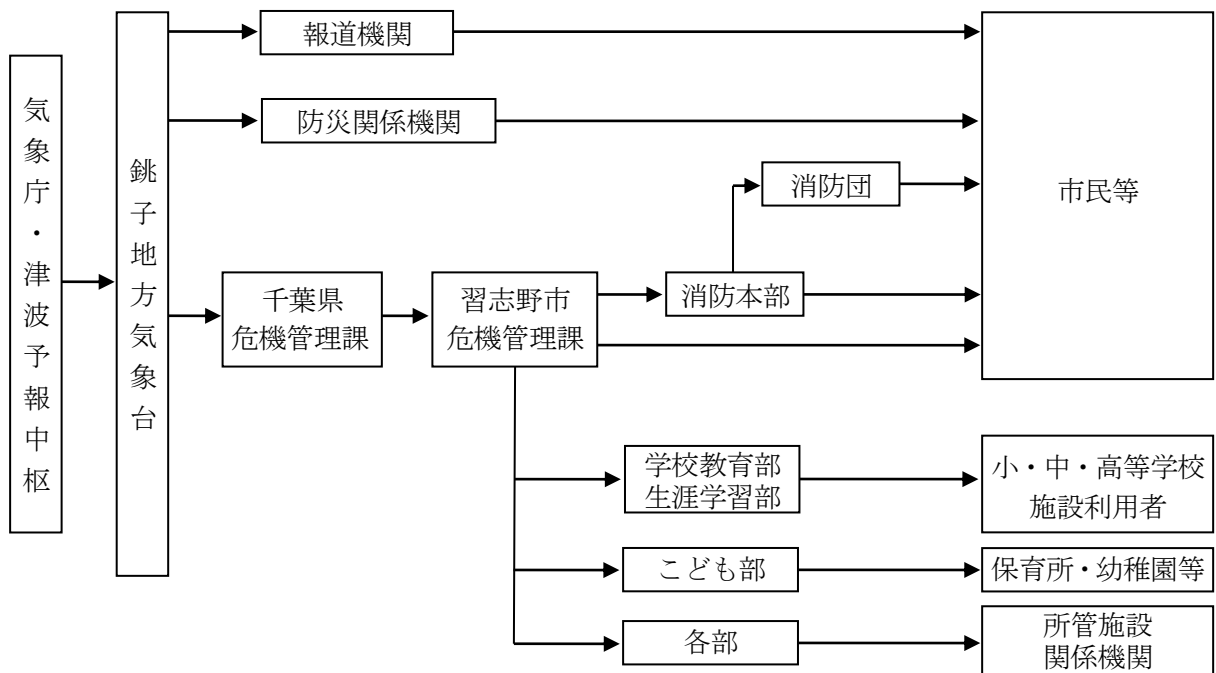 気象庁・津波予報中枢
銚子地方気象台
報道機関
防災関係機関
千葉県
危機管理課
習志野市
危機管理課
消防団
消防本部
市民等
学校教育部
生涯学習部
小・中・高等学校
施設利用者
こども部
保育所・幼稚園等
各部
所管施設
関係機関